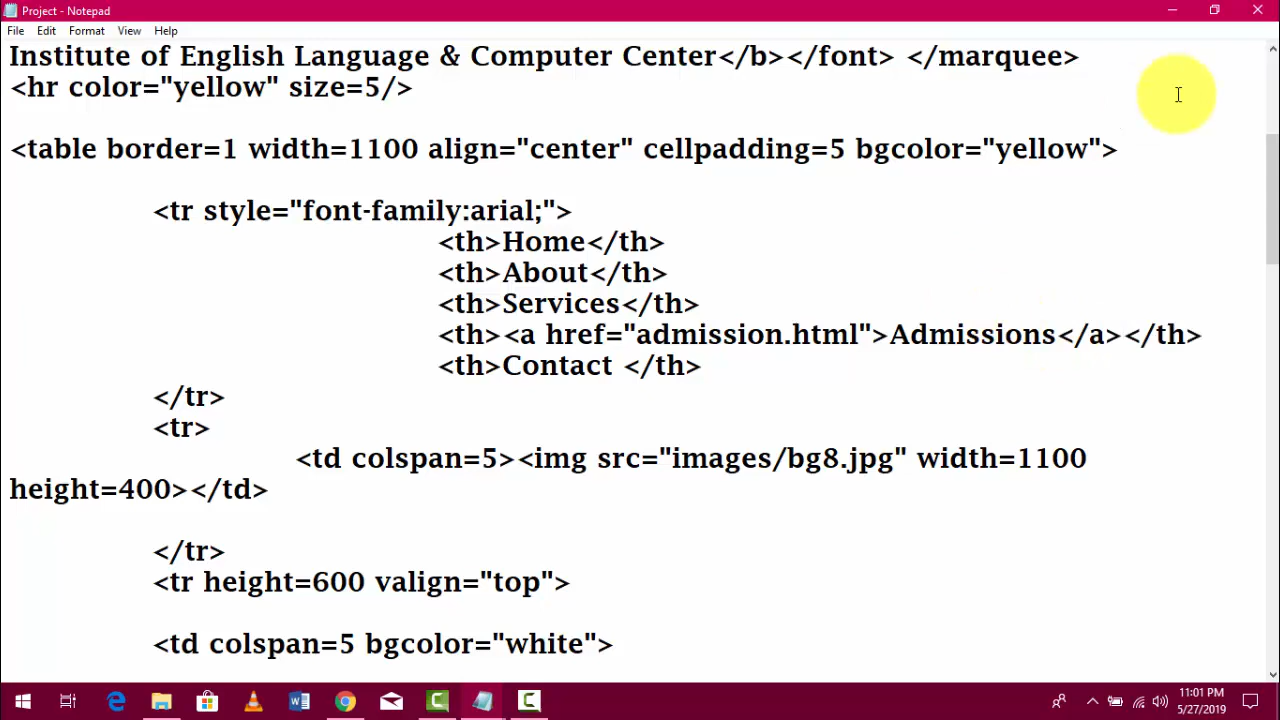 Project - Notepad
File Edit Format View Help
Institute of English Language & Computer Center</b></font> </marquee>
<hr color="yellow" size=5/>
<table border=1 width=1100 align="center" cellpadding=5 bgcolor="yellow">
<tr style="font-family:arial;">
<th>Home</th>
<th>About</th>
<th>Services</th>
<th><a href="admission.html">Admissions</a></th>
<th>Contact </th>
</tr>
<tr>
<td colspan=5><img src="images/bg8.jpg" width=1100
height=400></td>
</tr>
<tr height=600 valign="top">
<td colspan=5 bgcolor="white">
11:01 PM
5/27/2019